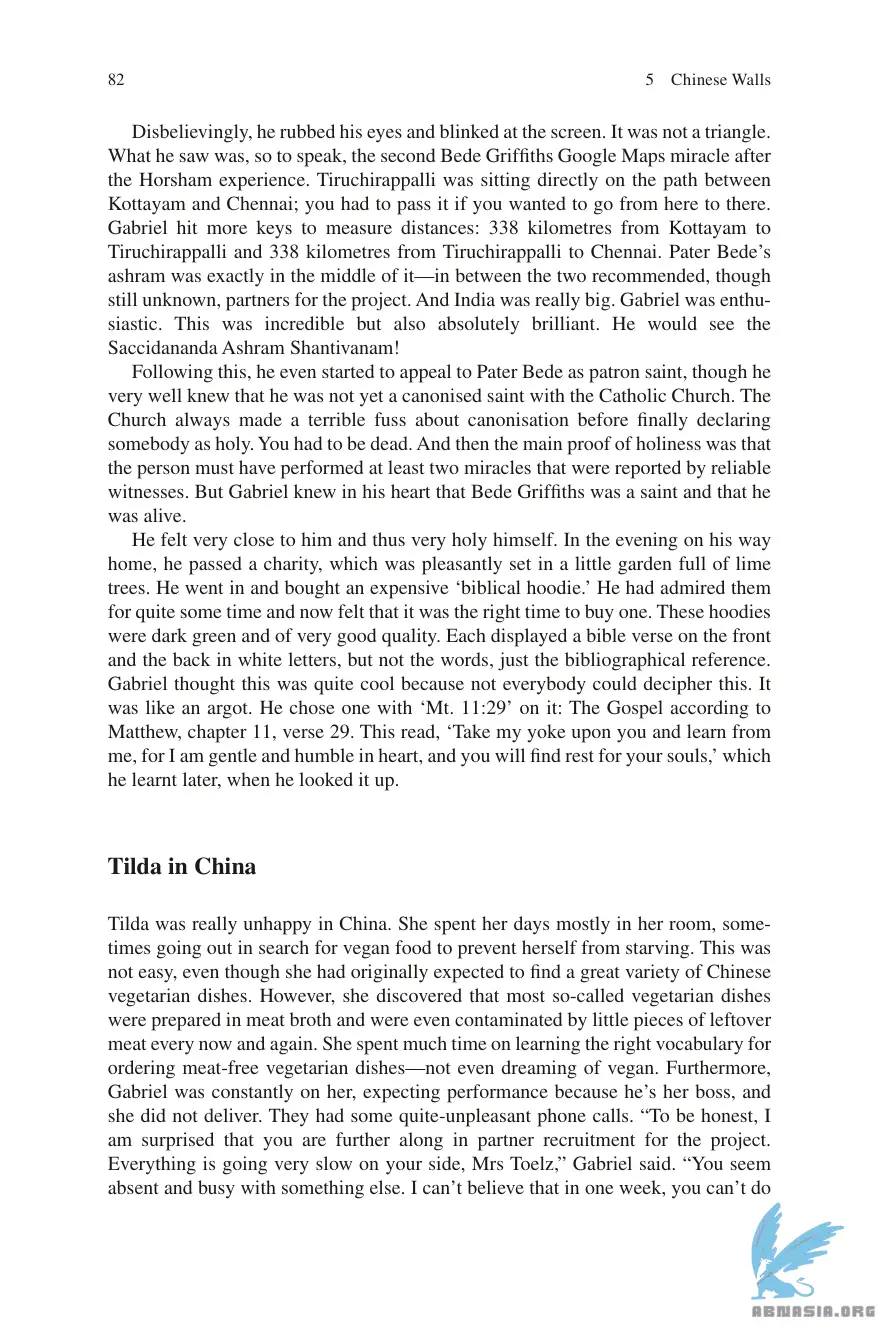 82
5 Chinese Walls
Disbelievingly, he rubbed his eyes and blinked at the screen. It was not a triangle.
What he saw was, so to speak, the second Bede Griffiths Google Maps miracle after
the Horsham experience. Tiruchirappalli was sitting directly on the path between
Kottayam and Chennai; you had to pass it if you wanted to go from here to there.
Gabriel hit more keys to measure distances: 338 kilometres from Kottayam to
Tiruchirappalli and 338 kilometres from Tiruchirappalli to Chennai. Pater Bede’s
ashram was exactly in the middle of it—in between the two recommended, though
still unknown, partners for the project. And India was really big. Gabriel was enthu-
siastic. This was incredible but also absolutely brilliant. He would see the
Saccidananda Ashram Shantivanam!
Following this, he even started to appeal to Pater Bede as patron saint, though he
very well knew that he was not yet a canonised saint with the Catholic Church. The
Church always made a terrible fuss about canonisation before finally declaring
somebody as holy. You had to be dead. And then the main proof of holiness was that
the person must have performed at least two miracles that were reported by reliable
witnesses. But Gabriel knew in his heart that Bede Griffiths was a saint and that he
was alive.
He felt very close to him and thus very holy himself. In the evening on his way
home, he passed a charity, which was pleasantly set in a little garden full of lime
trees. He went in and bought an expensive ‘biblical hoodie.’ He had admired them
for quite some time and now felt that it was the right time to buy one. These hoodies
were dark green and of very good quality. Each displayed a bible verse on the front
and the back in white letters, but not the words, just the bibliographical reference.
Gabriel thought this was quite cool because not everybody could decipher this. It
was like an argot. He chose one with ‘Mt. 11:29’ on it: The Gospel according to
Matthew, chapter 11, verse 29. This read, ‘Take my yoke upon you and learn from
me, for I am gentle and humble in heart, and you will find rest for your souls,’ which
he learnt later, when he looked it up.
Tilda in China
Tilda was really unhappy in China. She spent her days mostly in her room, some-
times going out in search for vegan food to prevent herself from starving. This was
not easy, even though she had originally expected to find a great variety of Chinese
vegetarian dishes. However, she discovered that most so-called vegetarian dishes
were prepared in meat broth and were even contaminated by little pieces of leftover
meat every now and again. She spent much time on learning the right vocabulary for
ordering meat-free vegetarian dishes—not even dreaming of vegan. Furthermore,
Gabriel was constantly on her, expecting performance because he’s her boss, and
she did not deliver. They had some quite-unpleasant phone calls. “To be honest, I
am surprised that you are further along in partner recruitment for the project.
Everything is going very slow on your side, Mrs Toelz,” Gabriel said. “You seem
absent and busy with something else. I can’t believe that in one week, you can’t do
ABNASIA.ORG